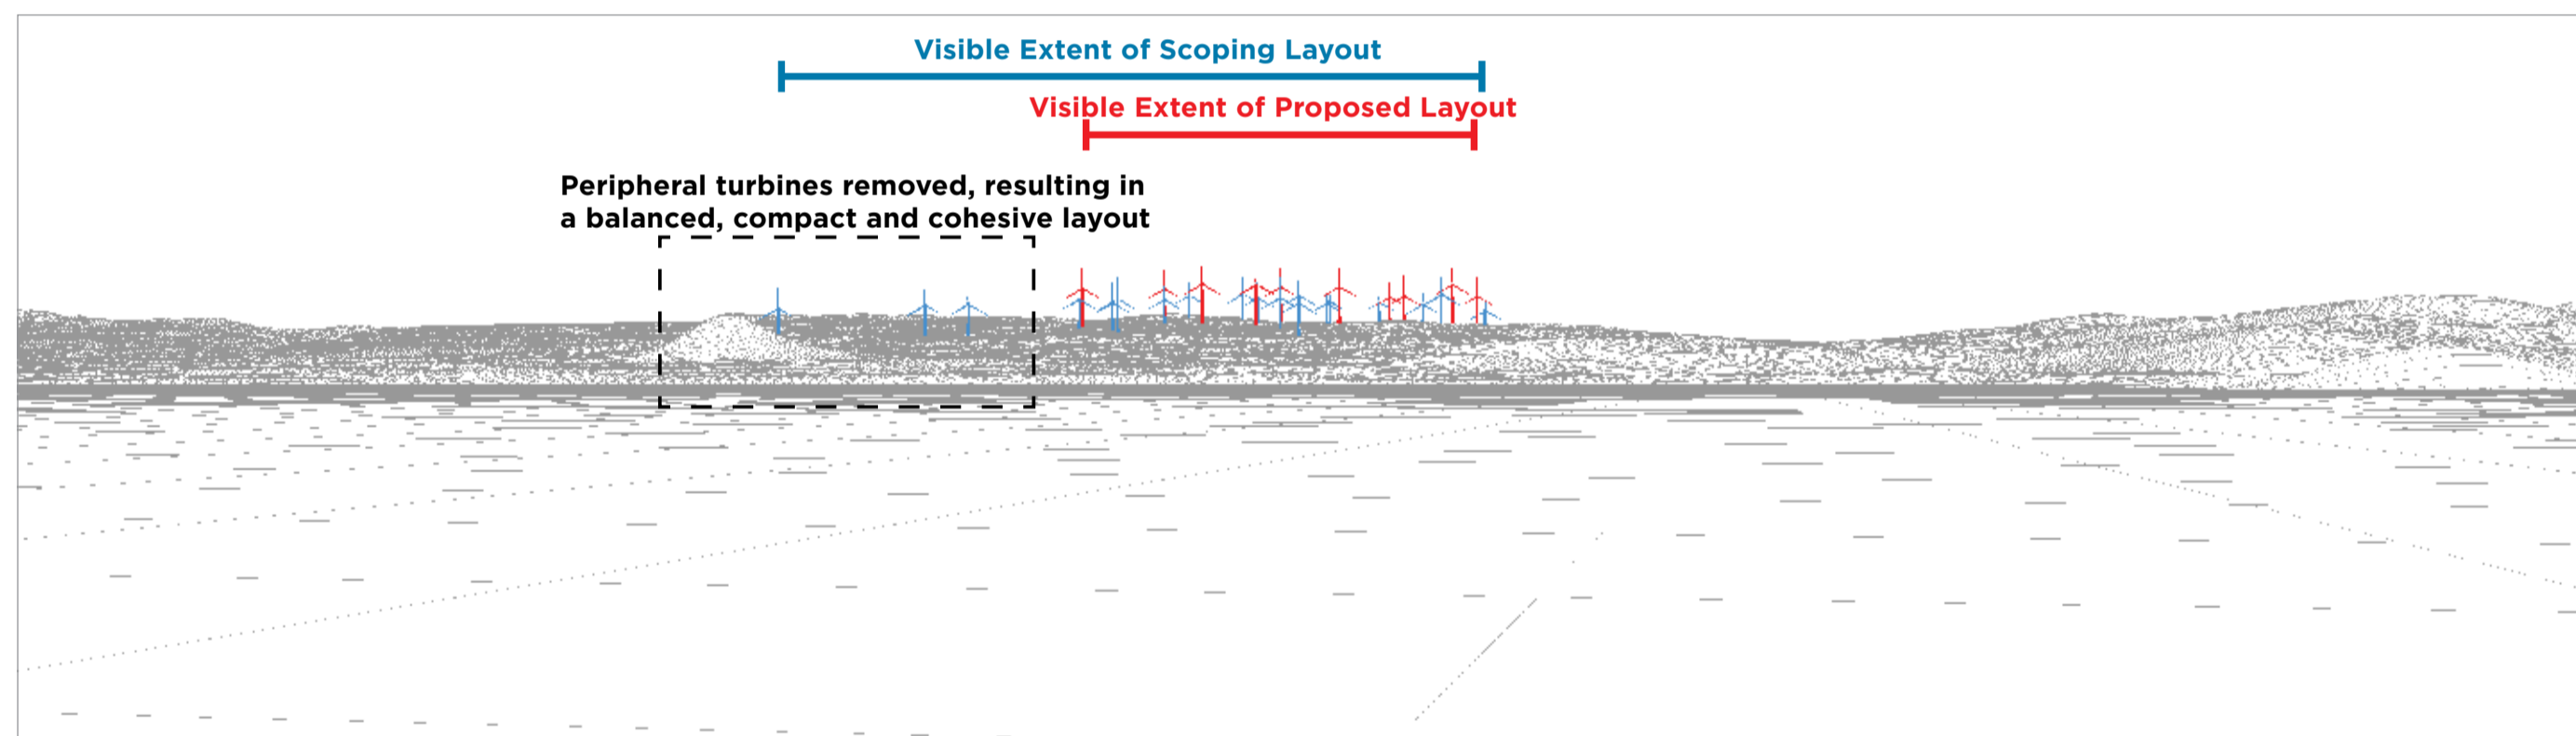 Visible Extent of Scoping Layout
Visible Extent of Proposed Layout
Peripheral turbines removed, resulting in
a balanced, compact and cohesive layout